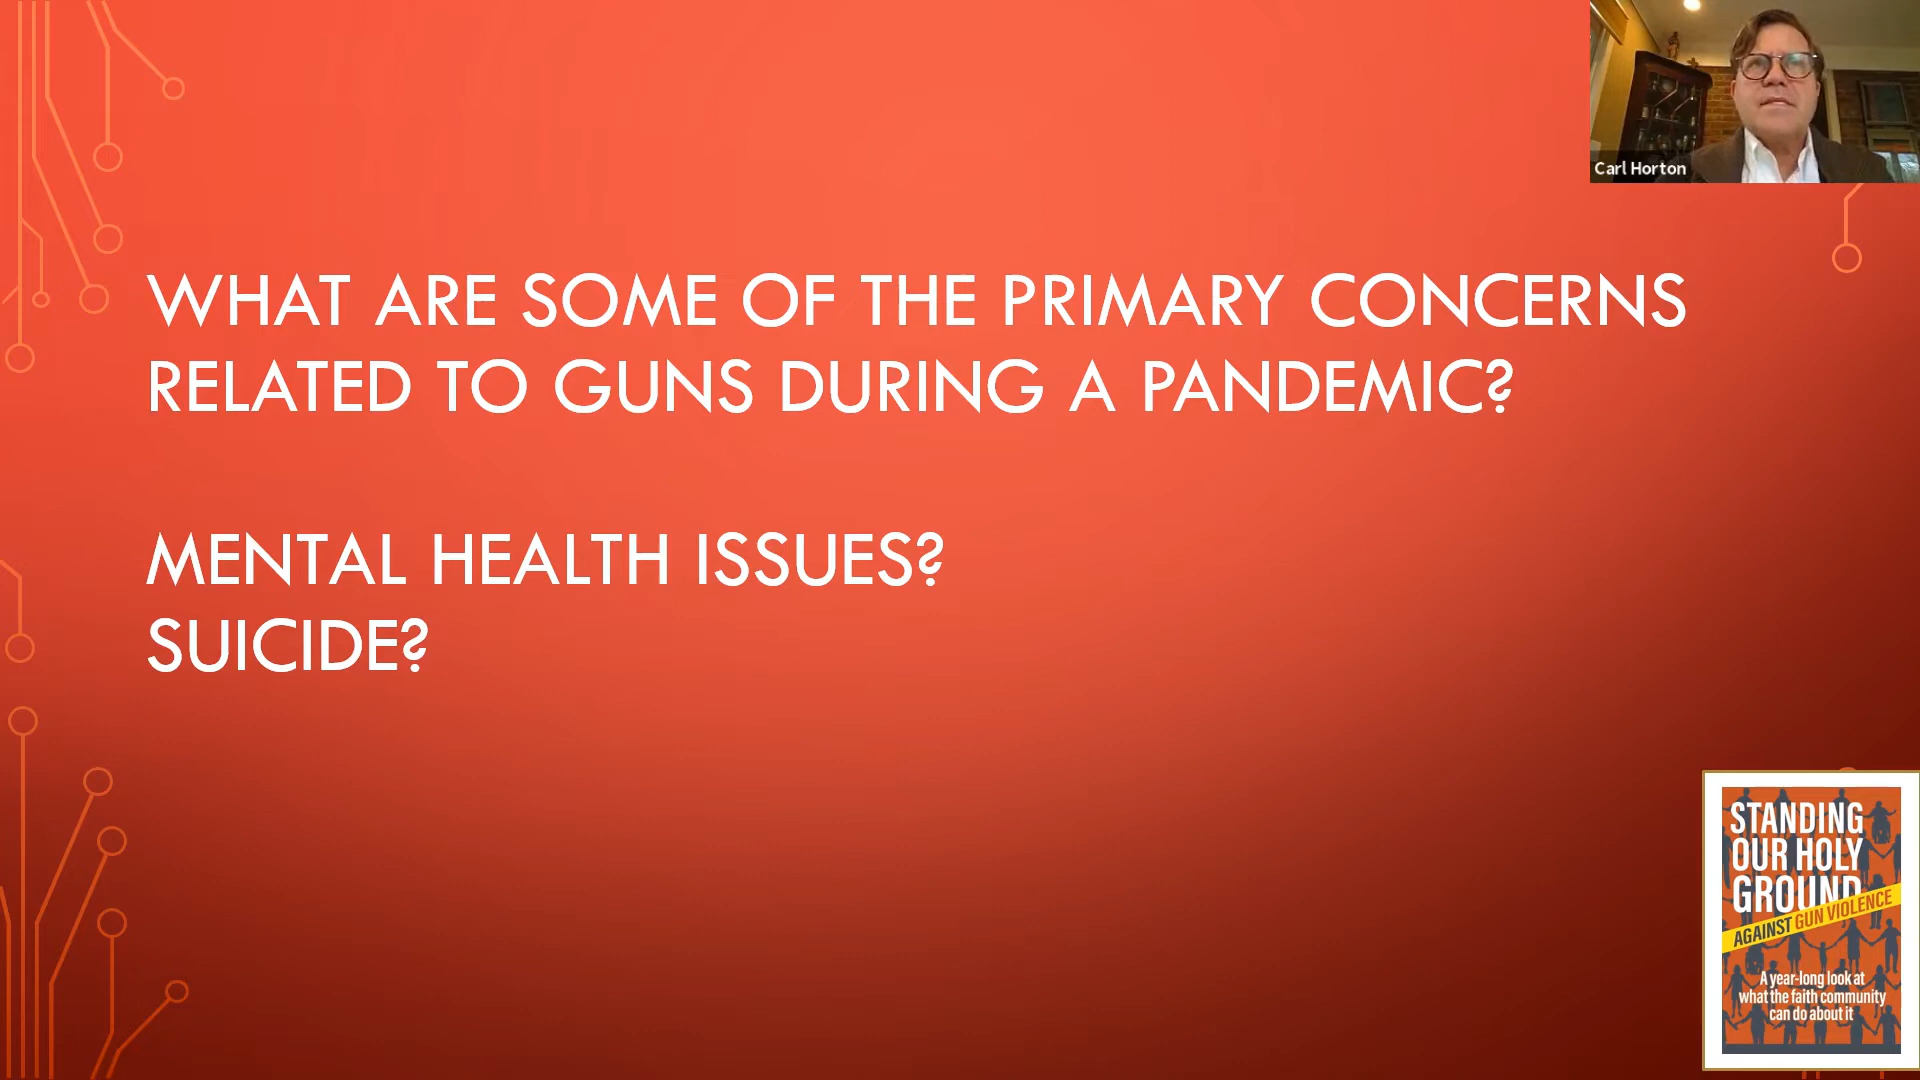 Carl Horton
WHAT ARE SOME OF THE PRIMARY CONCERNS
RELATED TO GUNS DURING A PANDEMIC?
MENTAL HEALTH ISSUES?
SUICIDE?
STANDING
OUR HOLY
GROUND
AGAINST GUN VIOLENCE
A year-long look at
what the faith community
can do about it